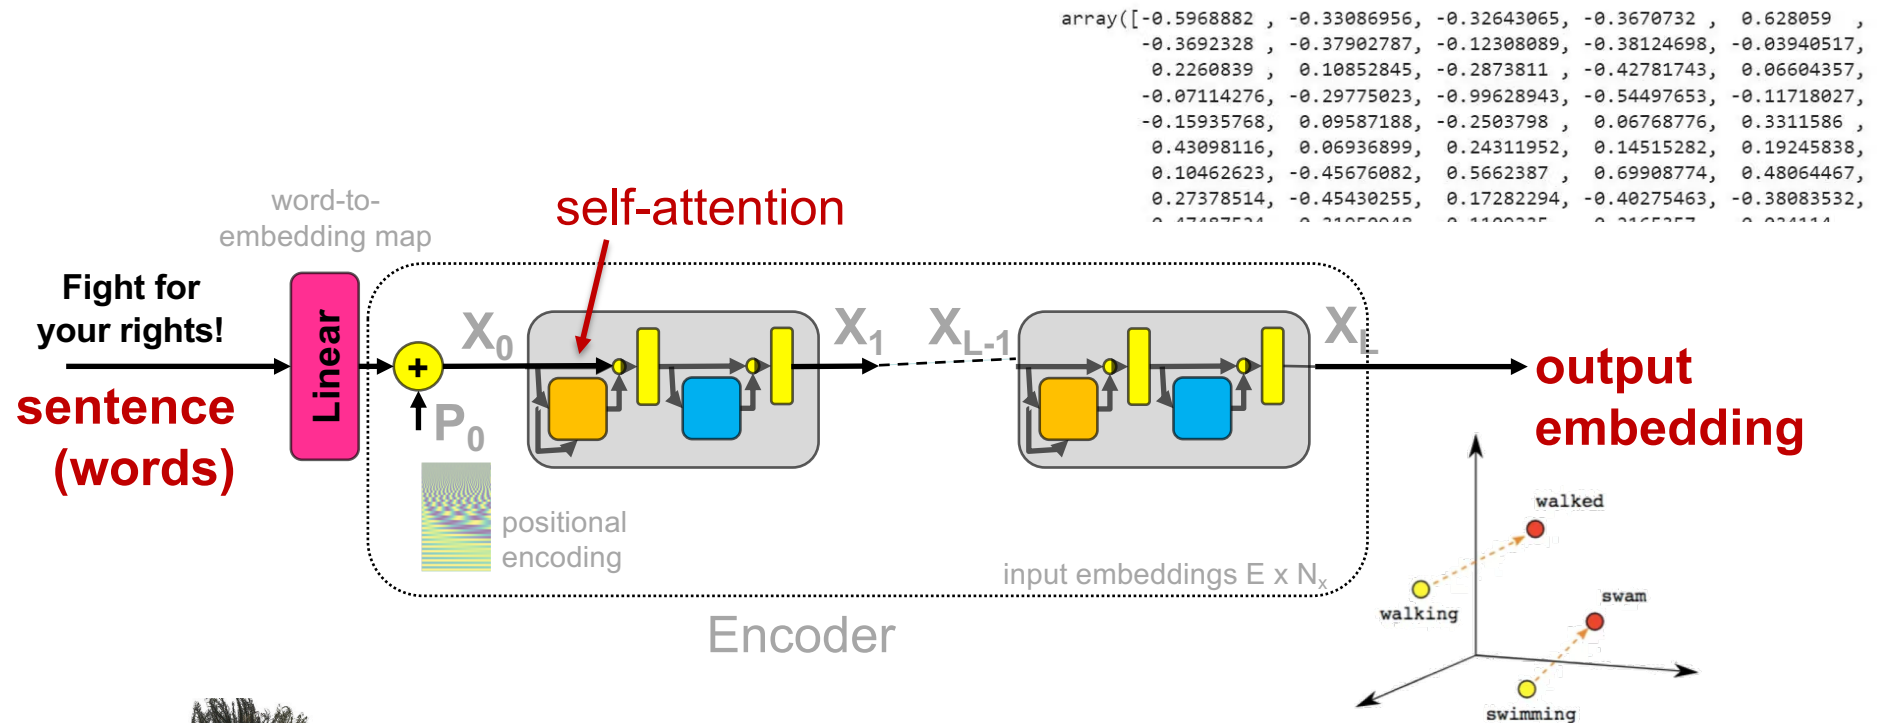 array([-0.5968882 , -0.33086956, -0.32643065, -0.3670732 , 0.628059 ,
-0.3692328 , -0.37902787, -0.12308089, -0.38124698, -0.03940517,
0.2260839 , 0.10852845, -0.2873811 , -0.42781743, 0.06604357,
-0.07114276, -0.29775023, -0.99628943, -0.54497653, -0.11718027,
-0.15935768, 0.09587188, -0.2503798 , 0.06768776, 0.3311586 ,
0.43098116, 0.06936899, 0.24311952, 0.14515282, 0.19245838,
0.10462623, -0.45676082, 0.5662387 , 0.69908774, 0.48064467,
0.27378514, -0.45430255, 0.17282294, -0.40275463, -0.38083532,
word-to-
embedding map
self-attention
Fight for
your rights!
sentence
(words)
Linear
+
P0
X0
X1
XL-1
XL
output
embedding
positional
encoding
input embeddings E x Nx
Encoder
walked
walking
swam
swimming